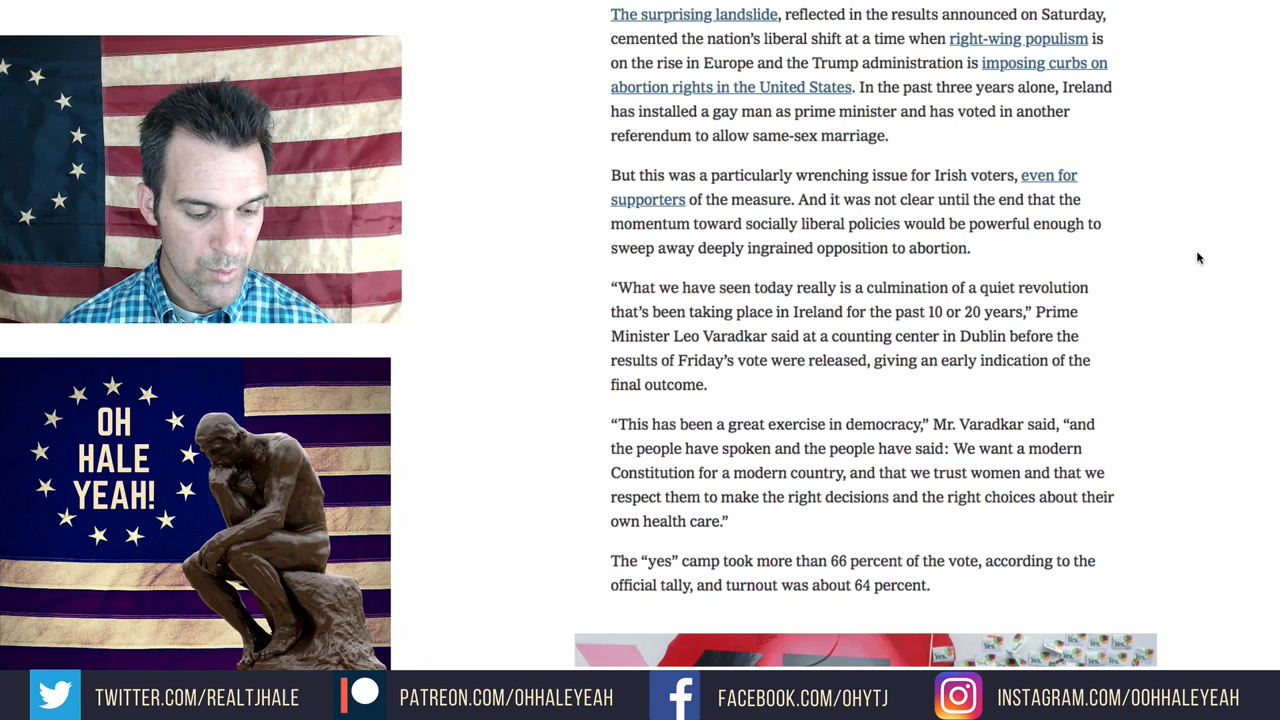 The surprising landslide, reflected in the results announced on Saturday,
cemented the nation’s liberal shift at a time when right-wing populism is
on the rise in Europe and the Trump administration is imposing curbs on
abortion rights in the United States. In the past three years alone, Ireland
has installed a gay man as prime minister and has voted in another
referendum to allow same-sex marriage.
But this was a particularly wrenching issue for Irish voters, even for
supporters of the measure. And it was not clear until the end that the
momentum toward socially liberal policies would be powerful enough to
sweep away deeply ingrained opposition to abortion.
“What we have seen today really is a culmination of a quiet revolution
that’s been taking place in Ireland for the past 10 or 20 years,” Prime
Minister Leo Varadkar said at a counting center in Dublin before the
results of Friday’s vote were released, giving an early indication of the
final outcome.
“This has been a great exercise in democracy,” Mr. Varadkar said, “and
the people have spoken and the people have said: We want a modern
Constitution for a modern country, and that we trust women and that we
respect them to make the right decisions and the right choices about their
own health care.”
The “yes” camp took more than 66 percent of the vote, according to the
official tally, and turnout was about 64 percent.
OH
HALE
YEAH!
TWITTER.COM/REALTJHALE
PATREON.COM/OHHALEYEAH
FACEBOOK.COM/OHYTJ
INSTAGRAM.COM/OOHHALEYEAH